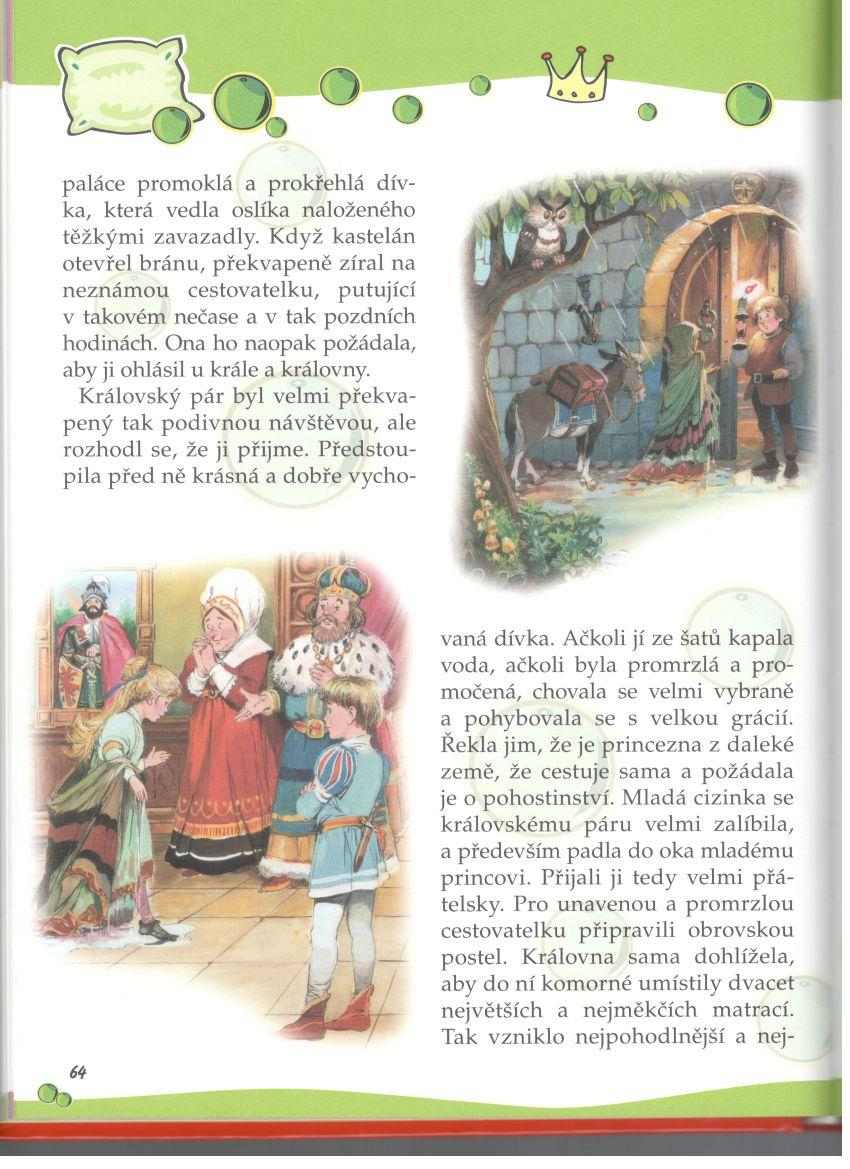 paláce promoklá a prokřehlá dív-
ka, která vedla oslíka naloženého
těžkými zavazadly. Když kastelán
otevřel bránu, překvapeně zíral na
neznámou cestovatelku, putující
v takovém nečase a v tak pozdních
hodinách. Ona ho naopak požádala,
aby ji ohlásil u krále a královny.
Královský pár byl velmi překva-
pený tak podivnou návštěvou, ale
rozhodl se, že ji přijme. Předstou-
pila před ně krásná a dobře vycho-
vaná dívka. Ačkoli jí ze šatů kapala
voda, ačkoli byla promrzlá a pro-
močená, chovala se velmi vybraně
a pohybovala se s velkou grácií.
Řekla jim, že je princezna z daleké
země, že cestuje sama a požádala
je o pohostinství. Mladá cizinka se
královskému páru velmi zalíbila,
a především padla do oka mladému
princovi. Přijali ji tedy velmi přá-
telsky. Pro unavenou a promrzlou
cestovatelku připravili obrovskou
postel. Královna sama dohlížela,
aby do ní komorné umístily dvacet
největších a nejměkčích matrací.
Tak vzniklo nejpohodlnější a nej-
64